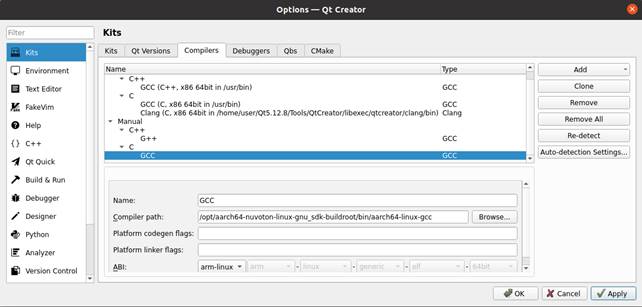 Options — Qt Creator
Filter
Kits
Kits
Environment
Text Editor
FakeVim
Help
{} C++
Qt Quick
Build & Run
Debugger
Designer
Python
Analyzer
Version Control
Kits Qt Versions Compilers Debuggers Qbs CMake
Name Type
C++
GCC (C++, x86 64bit in /usr/bin) GCC
C
GCC (C, x86 64bit in /usr/bin) GCC
Clang (C, x86 64bit in /home/user/Qt5.12.8/Tools/QtCreator/libexec/qtcreator/clang/bin) Clang
Manual
C++
G++ GCC
C
GCC GCC
Add
Clone
Remove
Remove All
Re-detect
Auto-detection Settings...
Name: GCC
Compiler path: /opt/aarch64-nuvoton-linux-gnu_sdk-buildroot/bin/aarch64-linux-gcc Browse...
Platform codegen flags:
Platform linker flags:
ABI: arm-linux arm - linux - generic - elf - 64bit
OK Cancel Apply